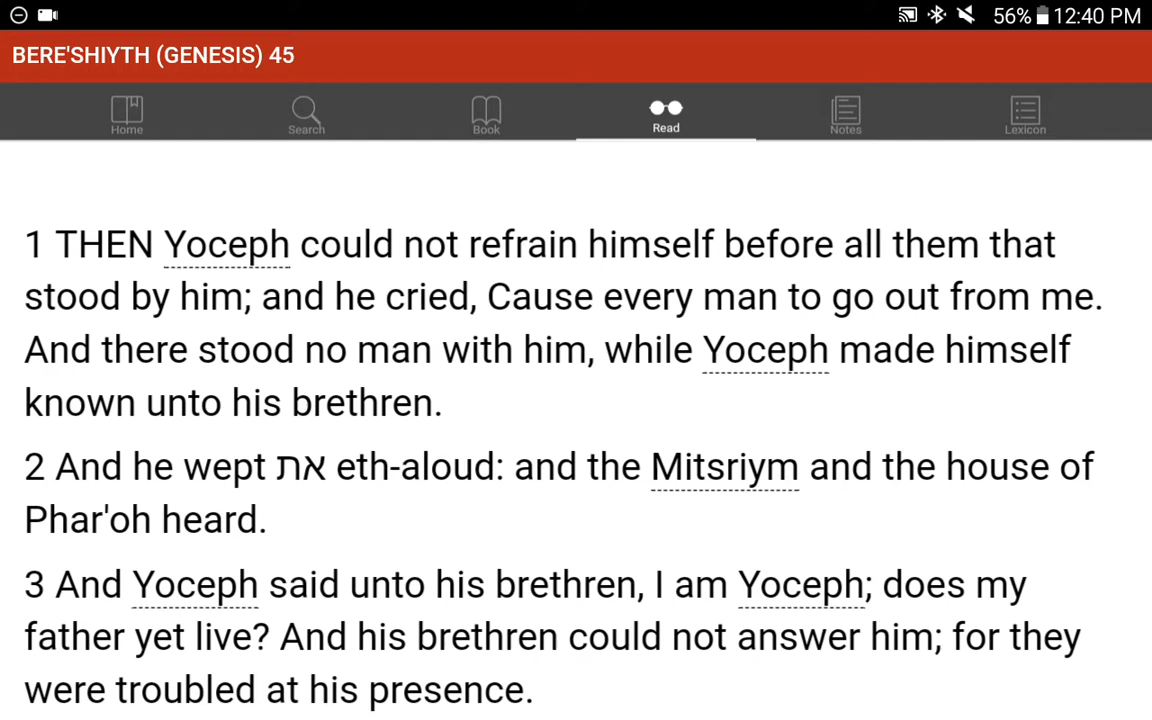 56% 12:40 PM
BERE'SHIYTH (GENESIS) 45
Home Search Book Read Notes Lexicon
1 THEN Yoceph could not refrain himself before all them that
stood by him; and he cried, Cause every man to go out from me.
And there stood no man with him, while Yoceph made himself
known unto his brethren.
2 And he wept את eth-aloud: and the Mitsriym and the house of
Phar'oh heard.
3 And Yoceph said unto his brethren, I am Yoceph; does my
father yet live? And his brethren could not answer him; for they
were troubled at his presence.